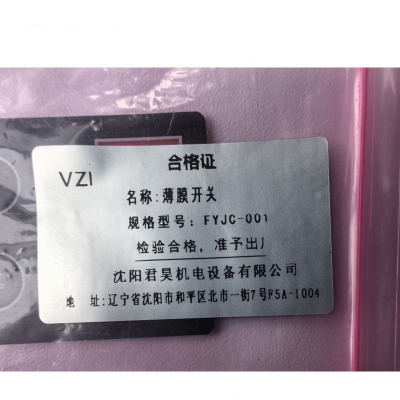 合格证
VZI
名称:薄膜开关
规格型号: FYJC-001
检验合格, 准予出厂
沈阳君昊机电设备有限公司
地 址:辽宁省沈阳市和平区北市一街7号F5A-1004